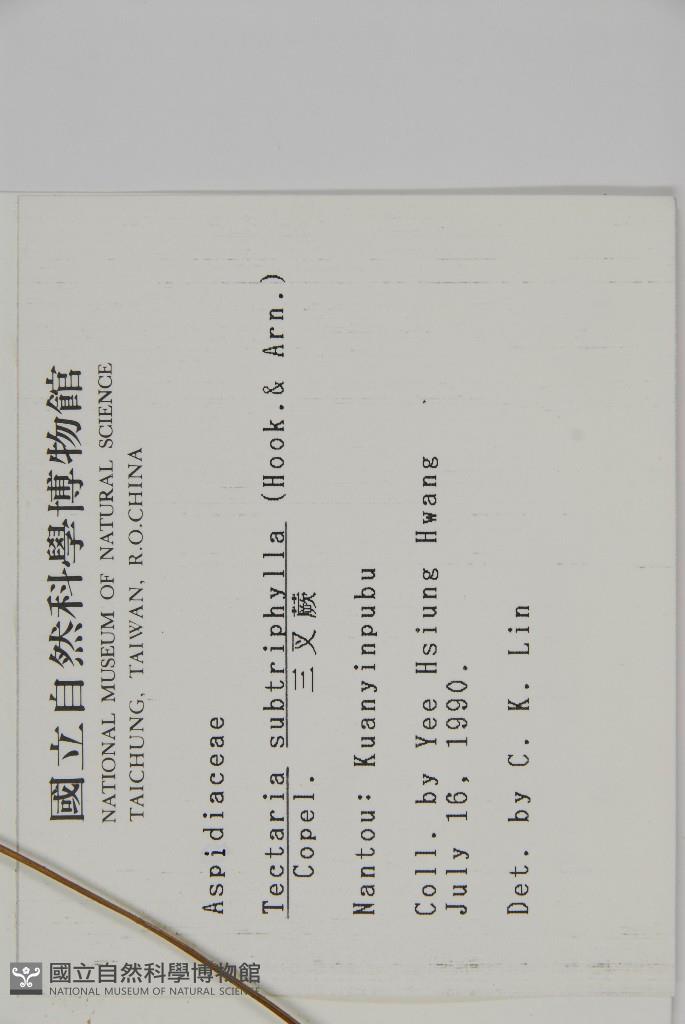 國立自然科學博物館
NATIONAL MUSEUM OF NATURAL SCIENCE
TAICHUNG, TAIWAN, R.O.CHINA
Aspidiaceae
Tectaria subtriphylla (Hook.& Arn.)
Copel. 三叉蕨
Nantou: Kuanyinpubu
Coll. by Yee Hsiung Hwang
July 16, 1990.
Det. by C. K. Lin
國立自然科學博物館
NATIONAL MUSEUM OF NATURAL SCIENCE